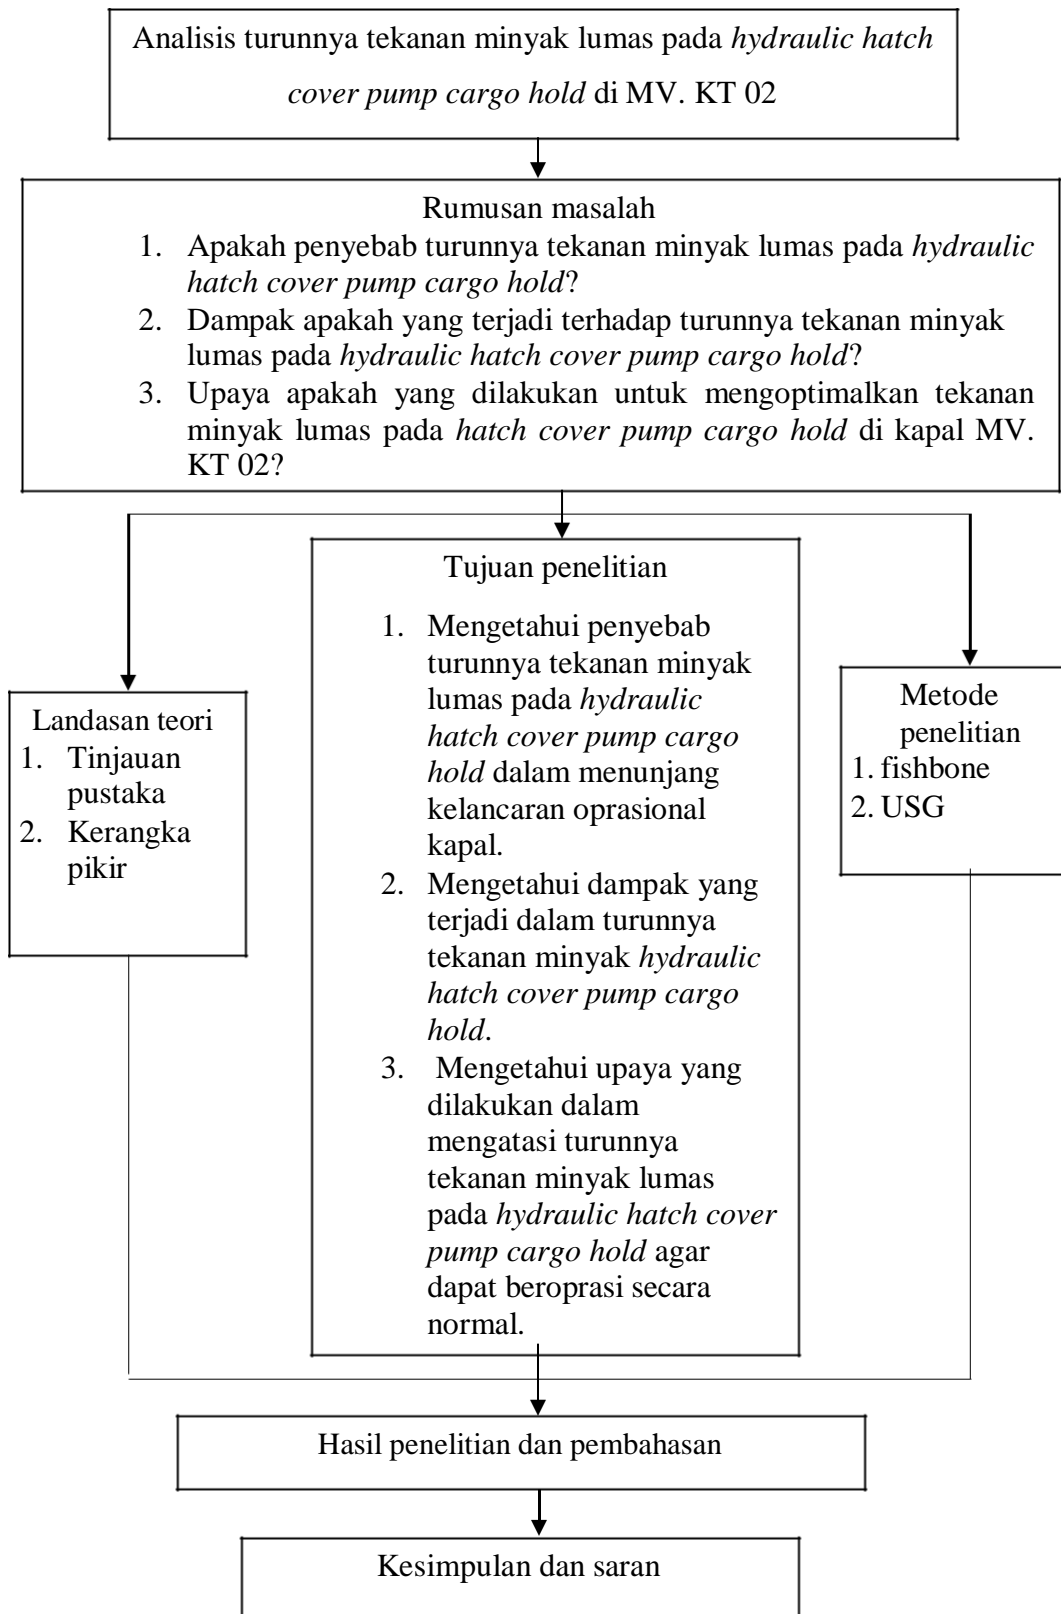 Analisis turunnya tekanan minyak lumas pada hydraulic hatch
cover pump cargo hold di MV. KT 02
Rumusan masalah
1. Apakah penyebab turunnya tekanan minyak lumas pada hydraulic
hatch cover pump cargo hold?
2. Dampak apakah yang terjadi terhadap turunnya tekanan minyak
lumas pada hydraulic hatch cover pump cargo hold?
3. Upaya apakah yang dilakukan untuk mengoptimalkan tekanan
minyak lumas pada hatch cover pump cargo hold di kapal MV.
KT 02?
Landasan teori
1. Tinjauan
pustaka
2. Kerangka
pikir
Tujuan penelitian
1. Mengetahui penyebab
turunnya tekanan minyak
lumas pada hydraulic
hatch cover pump cargo
hold dalam menunjang
kelancaran oprasional
kapal.
2. Mengetahui dampak yang
terjadi dalam turunnya
tekanan minyak hydraulic
hatch cover pump cargo
hold.
3. Mengetahui upaya yang
dilakukan dalam
mengatasi turunnya
tekanan minyak lumas
pada hydraulic hatch cover
pump cargo hold agar
dapat beroprasi secara
normal.
Metode
penelitian
1. fishbone
2. USG
Hasil penelitian dan pembahasan
Kesimpulan dan saran